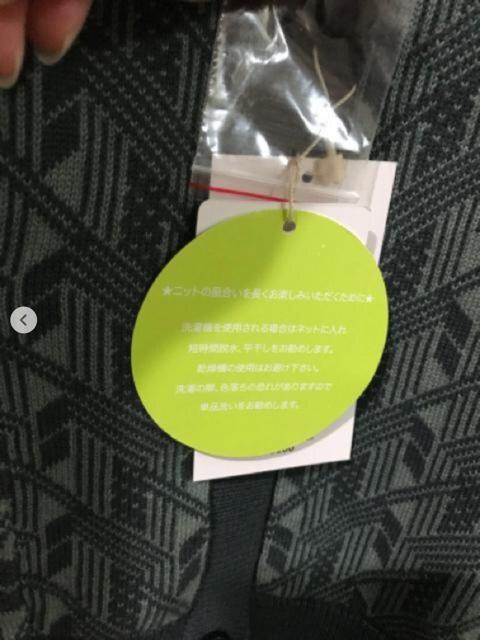 ★ニットの風合いを長くお楽しみいただくために★
洗濯機を使用される場合はネットに入れ
短時間脱水、平干しをお勧めします。
乾燥機の使用はお避け下さい。
洗濯の際、色落ちの恐れがありますので
単品洗いをお勧めします。